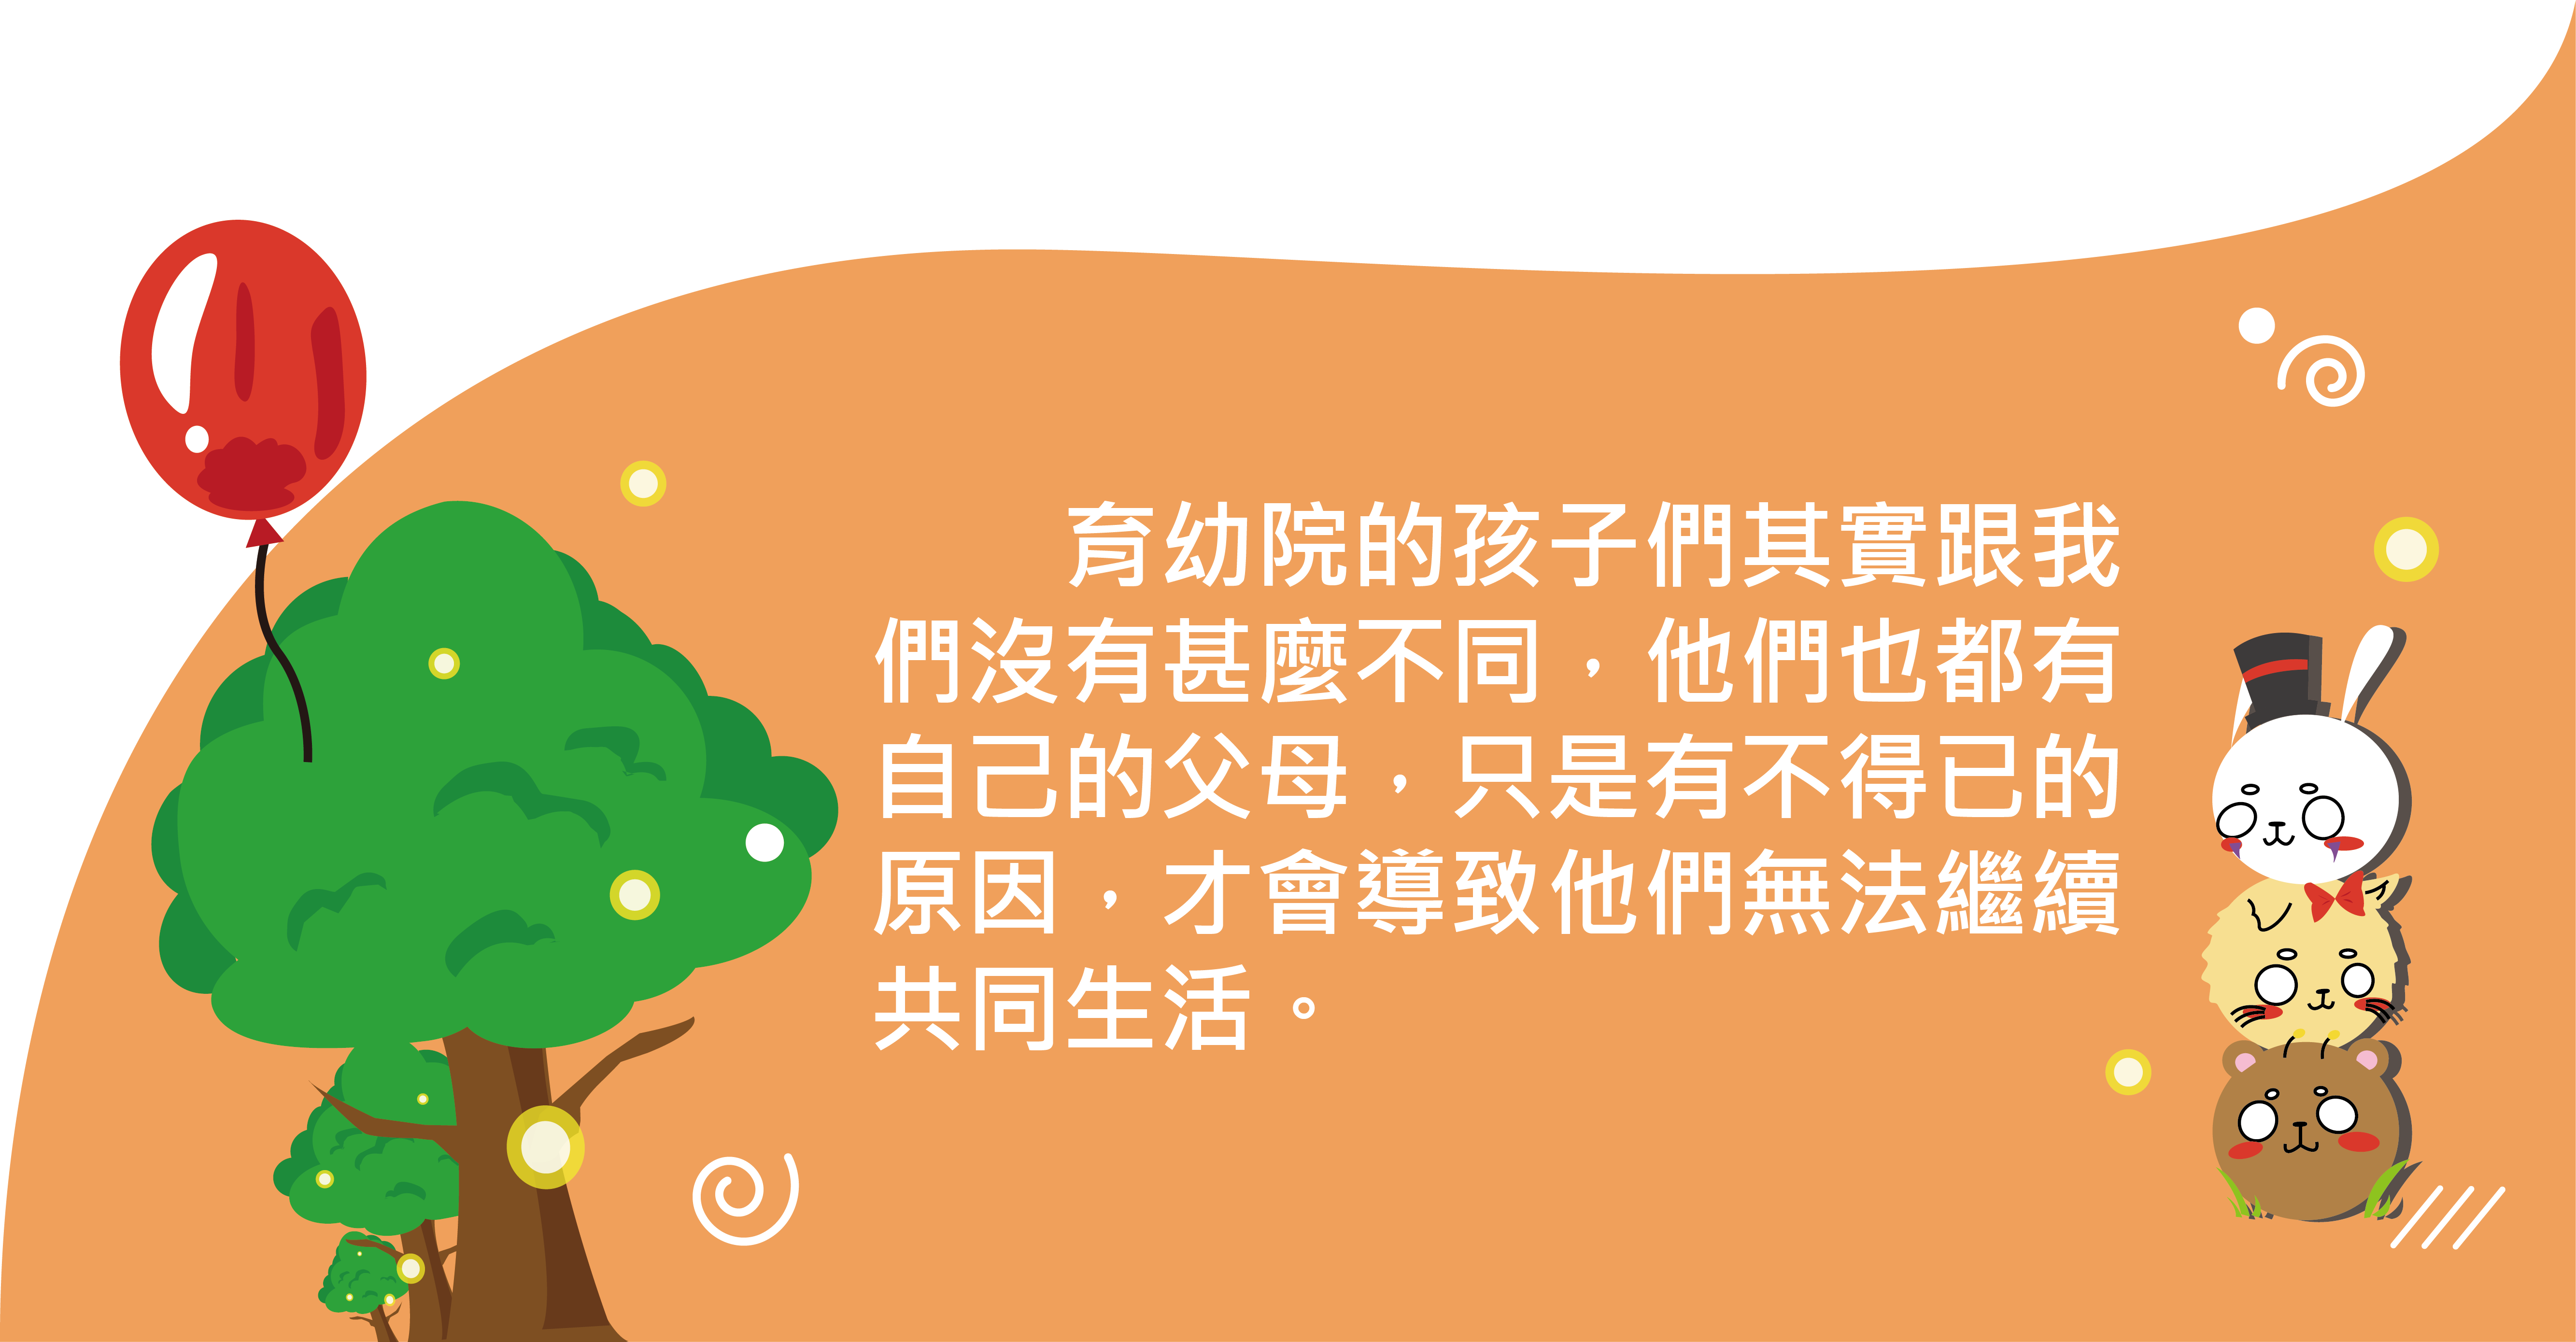 育幼院的孩子們其實跟我
們沒有甚麼不同，他們也都有
自己的父母，只是有不得已的
原因，才會導致他們無法繼續
共同生活。